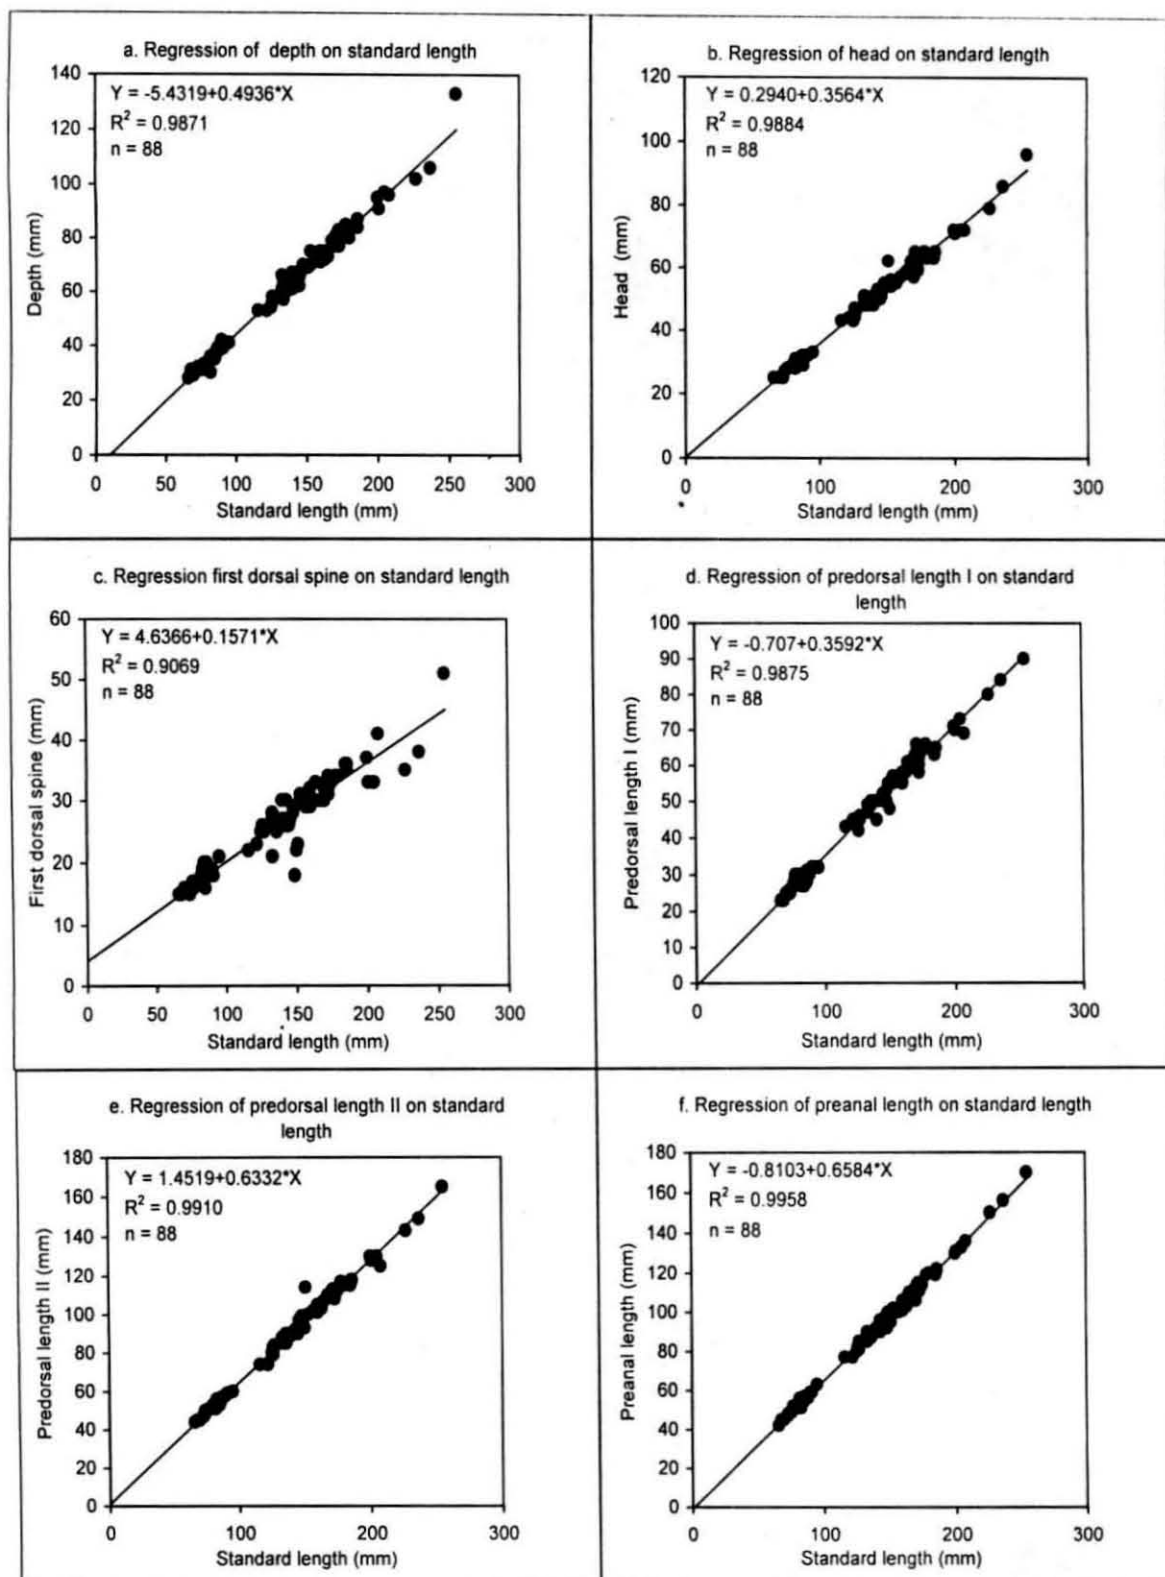 a. Regression of depth on standard length
140
120
100
80
60
40
20
0
Y = -5.4319+0.4936*X
R² = 0.9871
n = 88
Depth (mm)
0 50 100 150 200 250 300
Standard length (mm)
b. Regression of head on standard length
120
100
80
60
40
20
0
Y = 0.2940+0.3564*X
R² = 0.9884
n = 88
Head (mm)
0 100 200 300
Standard length (mm)
c. Regression first dorsal spine on standard length
60
50
40
30
20
10
0
Y = 4.6366+0.1571*X
R² = 0.9069
n = 88
First dorsal spine (mm)
0 50 100 150 200 250 300
Standard length (mm)
d. Regression of predorsal length I on standard
length
100
90
80
70
60
50
40
30
20
10
0
Y = -0.707+0.3592*X
R² = 0.9875
n = 88
Predorsal length I (mm)
0 100 200 300
Standard length (mm)
e. Regression of predorsal length II on standard
length
180
160
140
120
100
80
60
40
20
0
Y = 1.4519+0.6332*X
R² = 0.9910
n = 88
Predorsal length II (mm)
0 100 200 300
Standard length (mm)
f. Regression of preanal length on standard length
180
160
140
120
100
80
60
40
20
0
Y = -0.8103+0.6584*X
R² = 0.9958
n = 88
Preanal length (mm)
0 100 200 300
Standard length (mm)